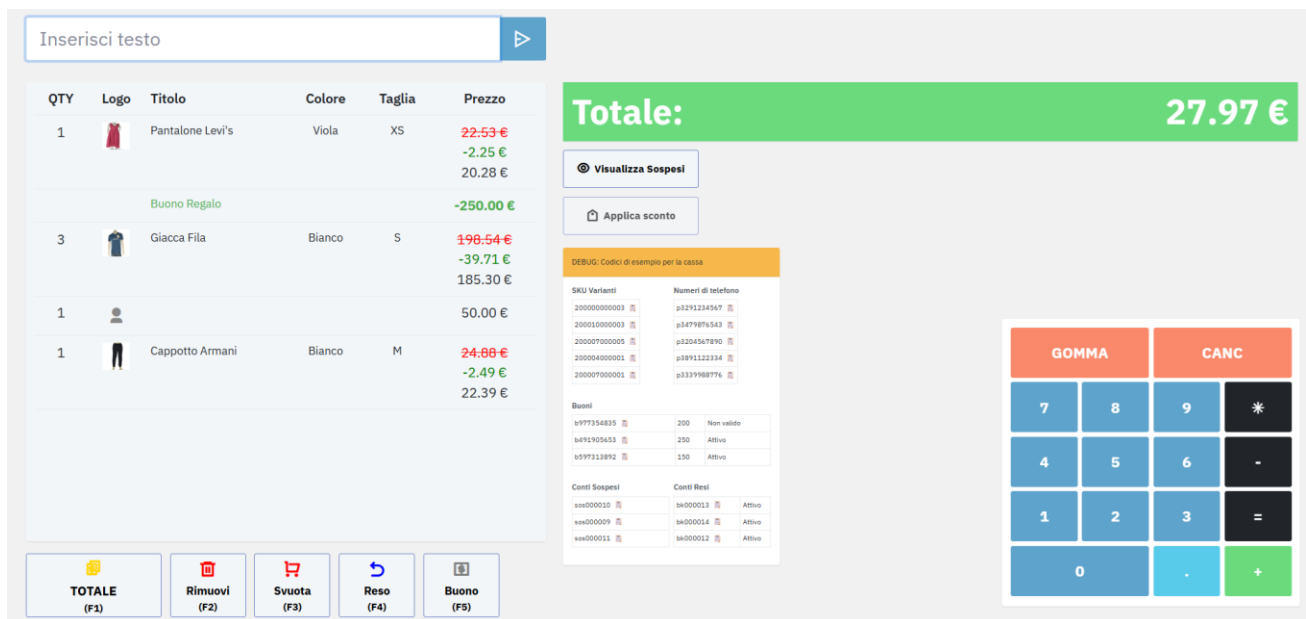 Inserisci testo
QTY Logo Titolo Colore Taglia Prezzo
1 Pantalone Levi's Viola XS 22.53 €
-2.25 €
20.28 €
Buono Regalo -250.00 €
3 Giacca Fila Bianco S 198.54 €
-39.71 €
185.30 €
1 50.00 €
1 Cappotto Armani Bianco M 24.88 €
-2.49 €
22.39 €
TOTALE
(F1)
Rimuovi
(F2)
Svuota
(F3)
Reso
(F4)
Buono
(F5)
Totale: 27.97 €
Visualizza Sospesi
Applica sconto
DEBUG: Codici di esempio per la cassa
SKU Varianti Numeri di telefono
200000000003 p3291234567
200010000003 p3479876543
200007000005 p3204567890
200004000001 p3891122334
200007000001 p3339988776
Buoni
b977354835 200 Non valido
b491905653 250 Attivo
b597313892 150 Attivo
Conti Sospesi Conti Resi
sos000010 bk000013 Attivo
sos000009 bk000014 Attivo
sos000011 bk000012 Attivo
GOMMA CANC
7 8 9 *
4 5 6 -
1 2 3 =
0 . +